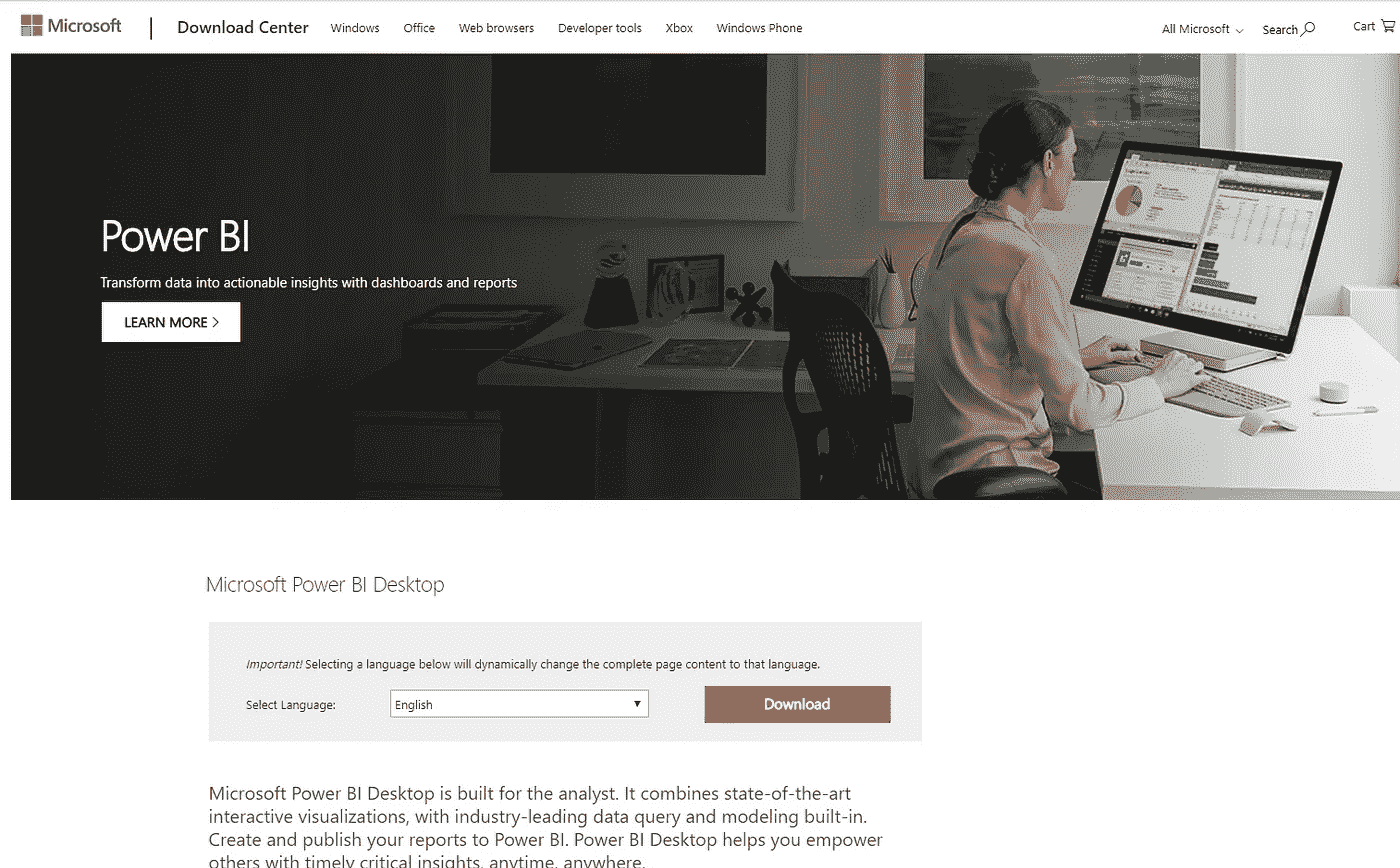 Microsoft | Download Center Windows Office Web browsers Developer tools Xbox Windows Phone All Microsoft Search Cart
Power BI
Transform data into actionable insights with dashboards and reports
LEARN MORE >
Microsoft Power BI Desktop
Important! Selecting a language below will dynamically change the complete page content to that language.
Select Language: English Download
Microsoft Power BI Desktop is built for the analyst. It combines state-of-the-art
interactive visualizations, with industry-leading data query and modeling built-in.
Create and publish your reports to Power BI. Power BI Desktop helps you empower
others with timely critical insights, anytime, anywhere.